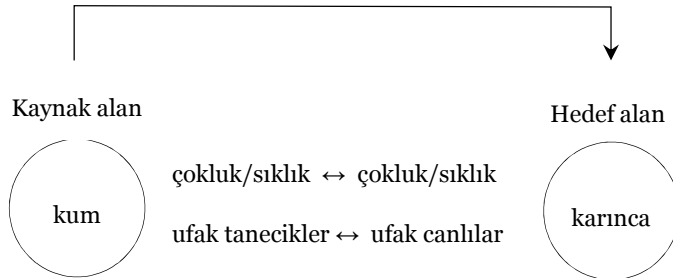 Kaynak alan
Hedef alan
çokluk/sıklık ↔ çokluk/sıklık
kum
karınca
ufak tanecikler ↔ ufak canlılar